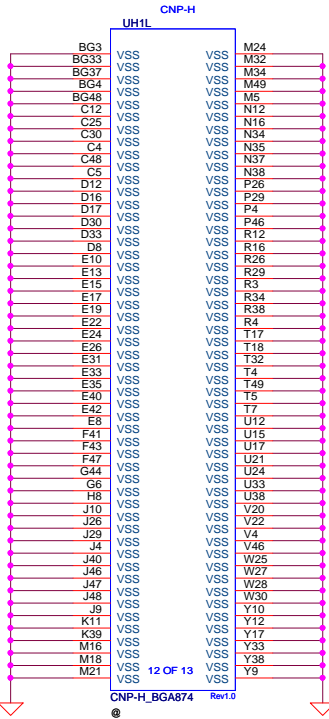 CNP-H
UH1L
BG3 VSS VSS M24
BG33 VSS VSS M32
BG37 VSS VSS M34
BG4 VSS VSS M49
BG48 VSS VSS M5
C12 VSS VSS N12
C25 VSS VSS N16
C30 VSS VSS N34
C4 VSS VSS N35
C48 VSS VSS N37
C5 VSS VSS N38
D12 VSS VSS P26
D16 VSS VSS P29
D17 VSS VSS P4
D30 VSS VSS P46
D33 VSS VSS R12
D8 VSS VSS R16
E10 VSS VSS R26
E13 VSS VSS R29
E15 VSS VSS R3
E17 VSS VSS R34
E19 VSS VSS R38
E22 VSS VSS R4
E24 VSS VSS T17
E26 VSS VSS T18
E31 VSS VSS T32
E33 VSS VSS T4
E35 VSS VSS T49
E40 VSS VSS T5
E42 VSS VSS T7
E8 VSS VSS U12
F41 VSS VSS U15
F43 VSS VSS U17
F47 VSS VSS U21
G44 VSS VSS U24
G6 VSS VSS U33
H8 VSS VSS U38
J10 VSS VSS V20
J26 VSS VSS V22
J29 VSS VSS V4
J4 VSS VSS V46
J40 VSS VSS W25
J46 VSS VSS W27
J47 VSS VSS W28
J48 VSS VSS W30
J9 VSS VSS Y10
K11 VSS VSS Y12
K39 VSS VSS Y17
M16 VSS VSS Y33
M18 VSS 12 OF 13 VSS Y38
M21 VSS VSS Y9
CNP-H_BGA874 Rev1.0
@